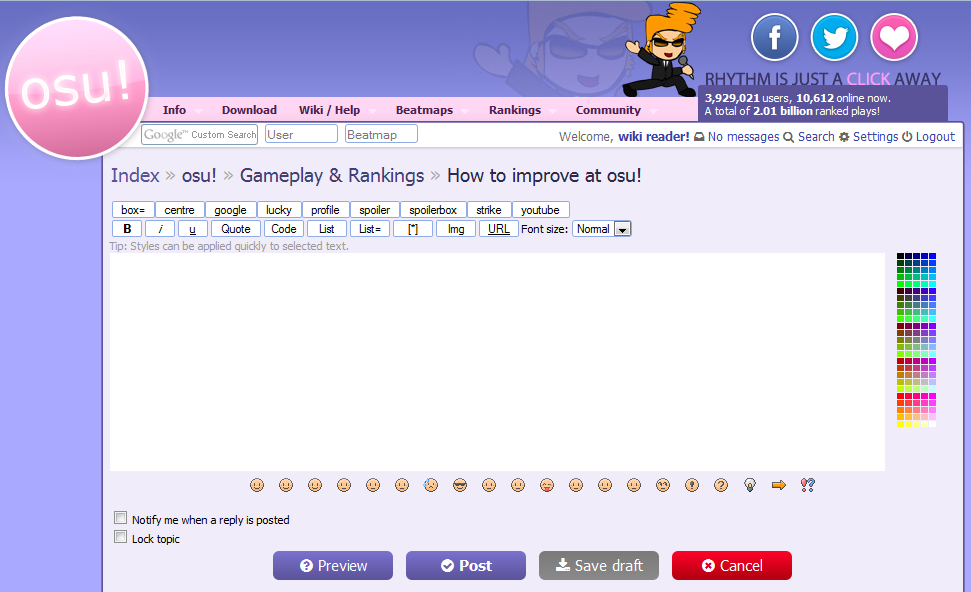 osu!
RHYTHM IS JUST A CLICK AWAY
3,929,021 users, 10,612 online now.
A total of 2.01 billion ranked plays!
Info Download Wiki / Help Beatmaps Rankings Community
Google™ Custom Search User Beatmap
Welcome, wiki reader! No messages Search Settings Logout
Index » osu! » Gameplay & Rankings » How to improve at osu!
box= centre google lucky profile spoiler spoilerbox strike youtube
B i u Quote Code List List= [*] Img URL Font size: Normal
Tip: Styles can be applied quickly to selected text.
Notify me when a reply is posted
Lock topic
Preview Post Save draft Cancel